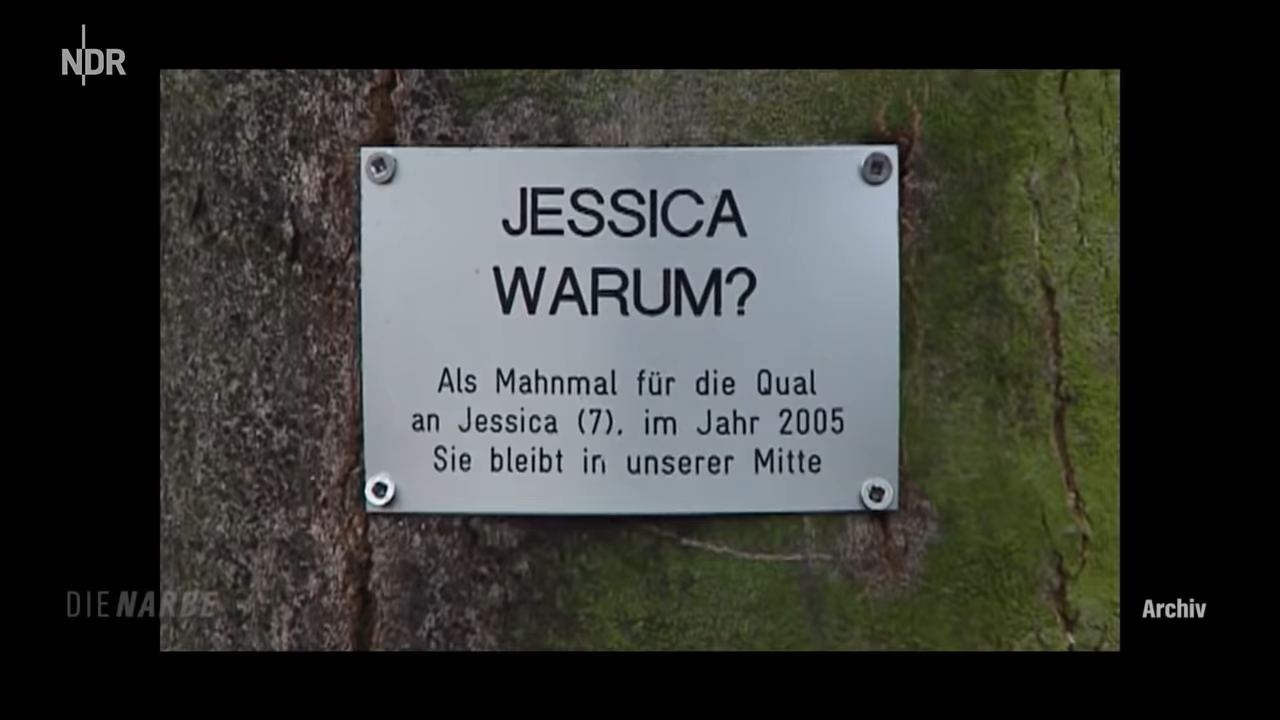 NDR
JESSICA
WARUM?
Als Mahnmal für die Qual
an Jessica (7). im Jahr 2005
Sie bleibt in unserer Mitte
DIE NARBE
Archiv